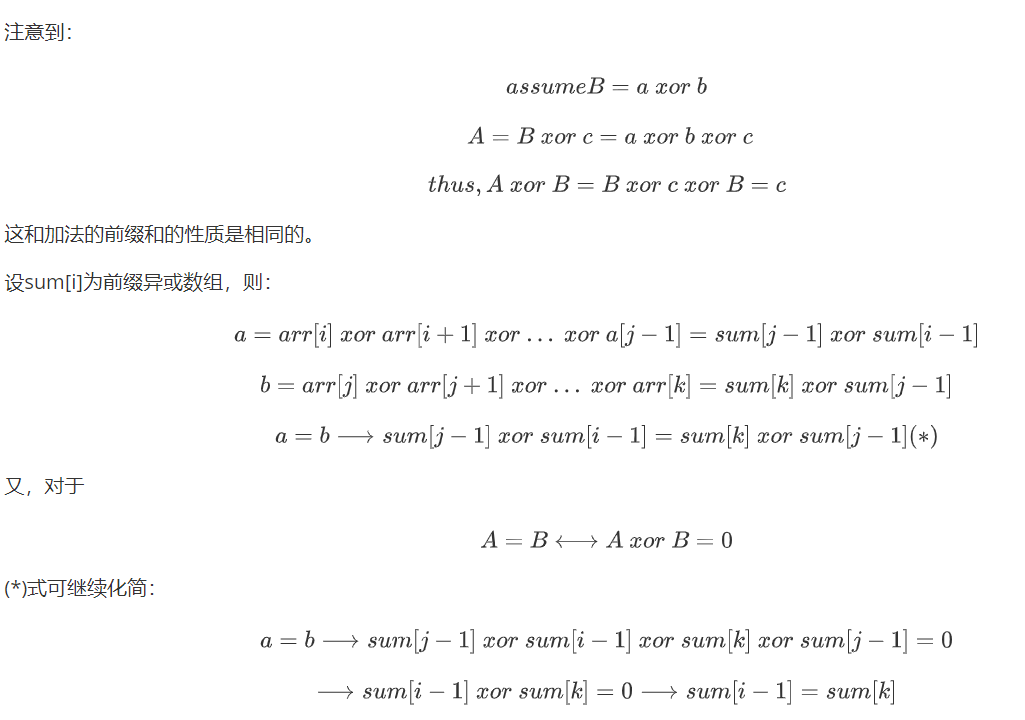 注意到：
assumeB = a xor b
A = B xor c = a xor b xor c
thus, A xor B = B xor c xor B = c
这和加法的前缀和的性质是相同的。
设sum[i]为前缀异或数组，则：
a = arr[i] xor arr[i + 1] xor … xor a[j − 1] = sum[j − 1] xor sum[i − 1]
b = arr[j] xor arr[j + 1] xor … xor arr[k] = sum[k] xor sum[j − 1]
a = b ⟶ sum[j − 1] xor sum[i − 1] = sum[k] xor sum[j − 1](∗)
又，对于
A = B ⟷ A xor B = 0
(*)式可继续化简：
a = b ⟶ sum[j − 1] xor sum[i − 1] xor sum[k] xor sum[j − 1] = 0
⟶ sum[i − 1] xor sum[k] = 0 ⟶ sum[i − 1] = sum[k]